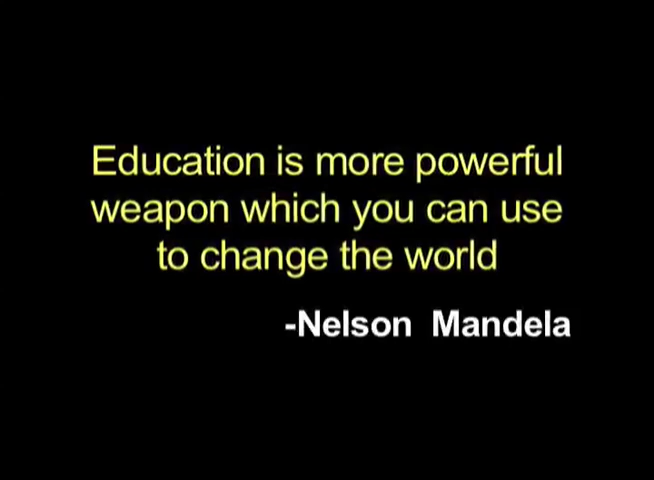 Education is more powerful
weapon which you can use
to change the world
-Nelson Mandela